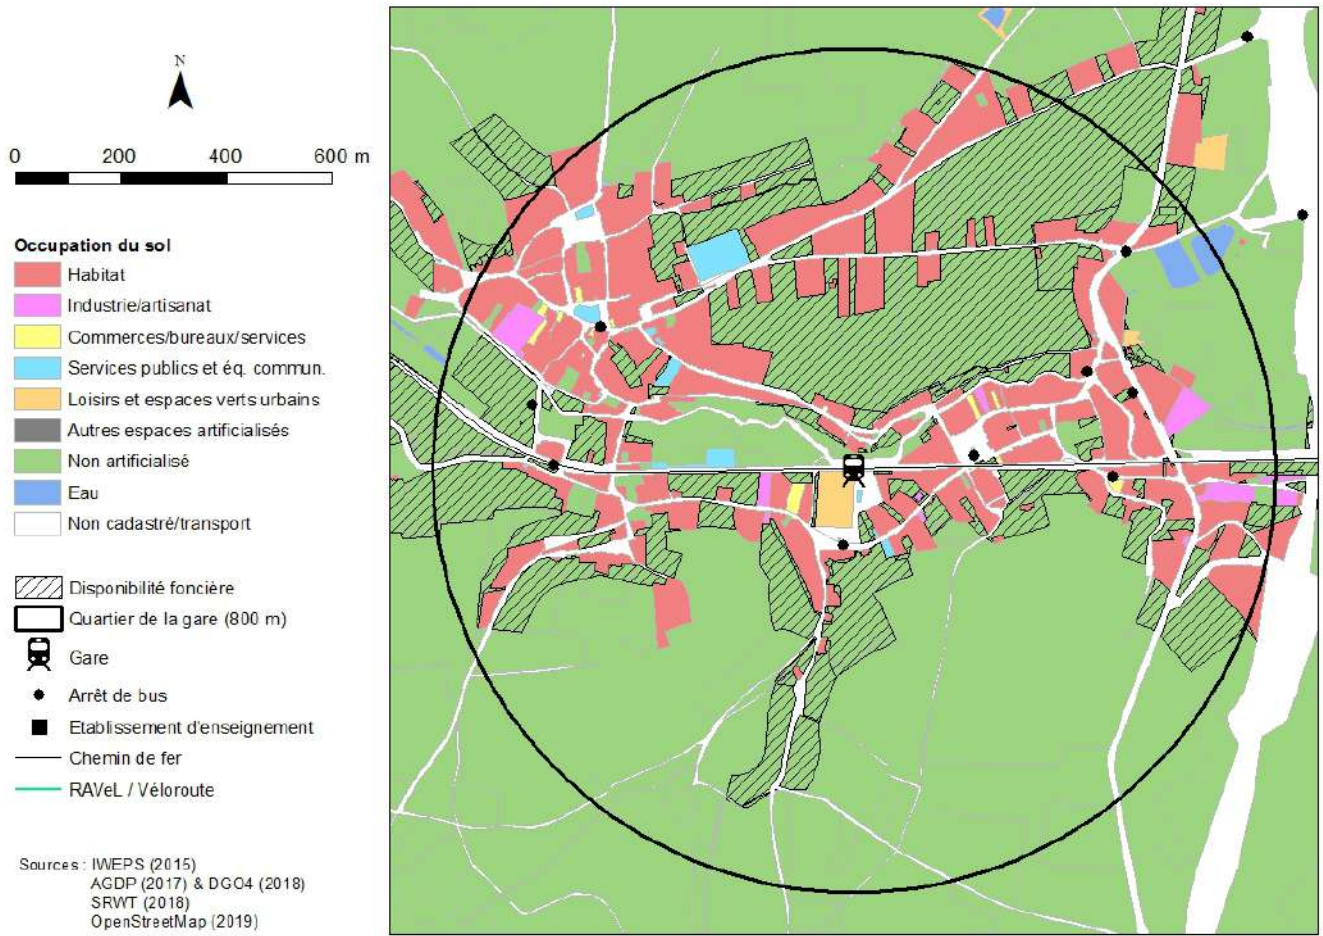 N
0 200 400 600 m
Occupation du sol
Habitat
Industrie/artisanat
Commerces/bureaux/services
Services publics et éq. commun.
Loisirs et espaces verts urbains
Autres espaces artificialisés
Non artificialisé
Eau
Non cadastré/transport
Disponibilité foncière
Quartier de la gare (800 m)
Gare
Arrêt de bus
Etablissement d'enseignement
Chemin de fer
RAVeL / Véloroute
Sources : IWEPS (2015)
AGDP (2017) & DGO4 (2018)
SRWT (2018)
OpenStreetMap (2019)